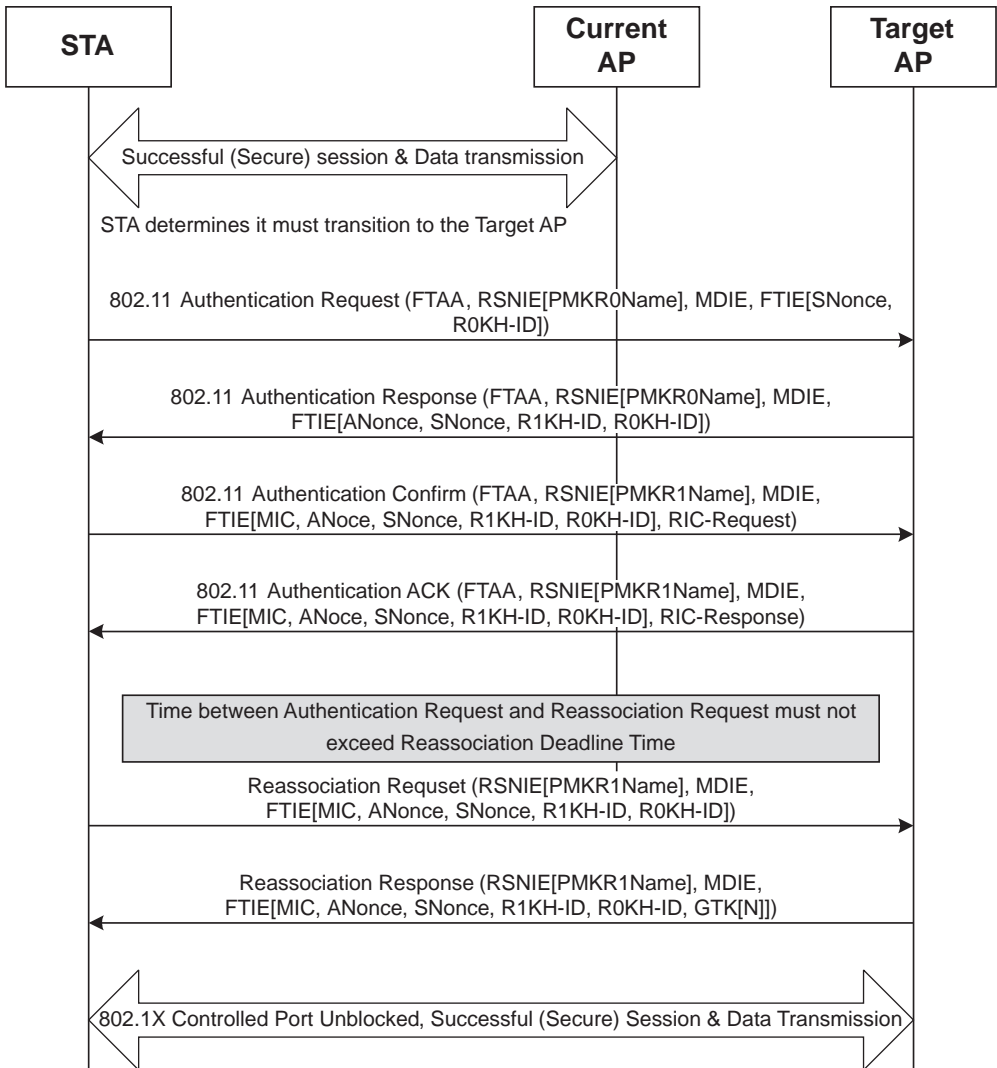 STA
Current
AP
Target
AP
Successful (Secure) session & Data transmission
STA determines it must transition to the Target AP
802.11 Authentication Request (FTAA, RSNIE[PMKR0Name], MDIE, FTIE[SNonce,
R0KH-ID])
802.11 Authentication Response (FTAA, RSNIE[PMKR0Name], MDIE,
FTIE[ANonce, SNonce, R1KH-ID, R0KH-ID])
802.11 Authentication Confirm (FTAA, RSNIE[PMKR1Name], MDIE,
FTIE[MIC, ANoce, SNonce, R1KH-ID, R0KH-ID], RIC-Request)
802.11 Authentication ACK (FTAA, RSNIE[PMKR1Name], MDIE,
FTIE[MIC, ANoce, SNonce, R1KH-ID, R0KH-ID], RIC-Response)
Time between Authentication Request and Reassociation Request must not
exceed Reassociation Deadline Time
Reassociation Requset (RSNIE[PMKR1Name], MDIE,
FTIE[MIC, ANonce, SNonce, R1KH-ID, R0KH-ID])
Reassociation Response (RSNIE[PMKR1Name], MDIE,
FTIE[MIC, ANonce, SNonce, R1KH-ID, R0KH-ID, GTK[N]])
802.1X Controlled Port Unblocked, Successful (Secure) Session & Data Transmission